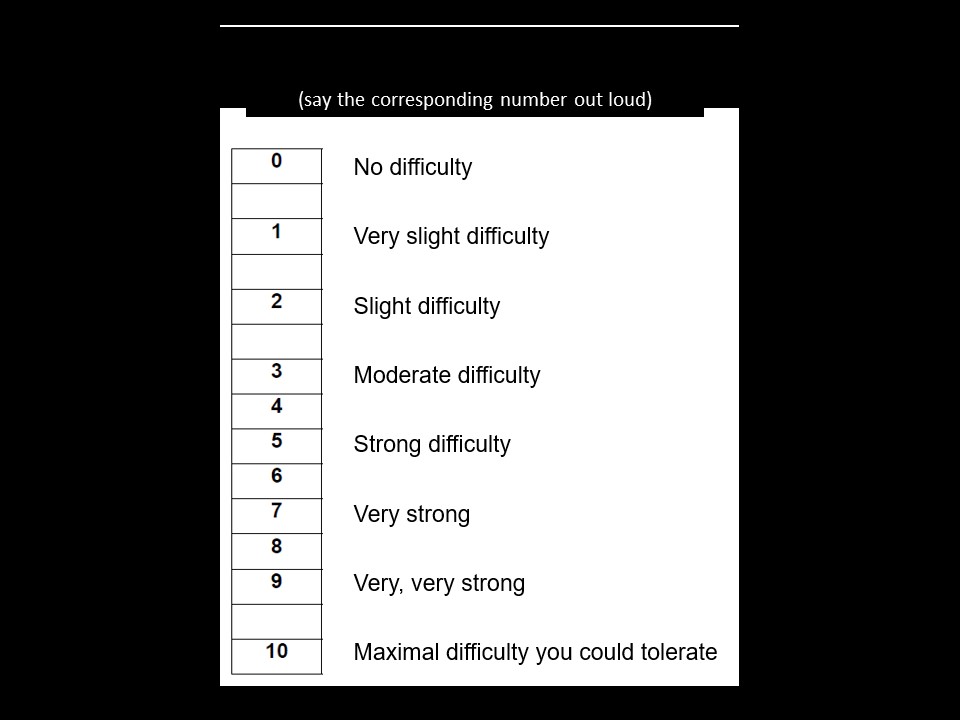 (say the corresponding number out loud)
0 No difficulty
1 Very slight difficulty
2 Slight difficulty
3 Moderate difficulty
4
5 Strong difficulty
6
7 Very strong
8
9 Very, very strong
10 Maximal difficulty you could tolerate